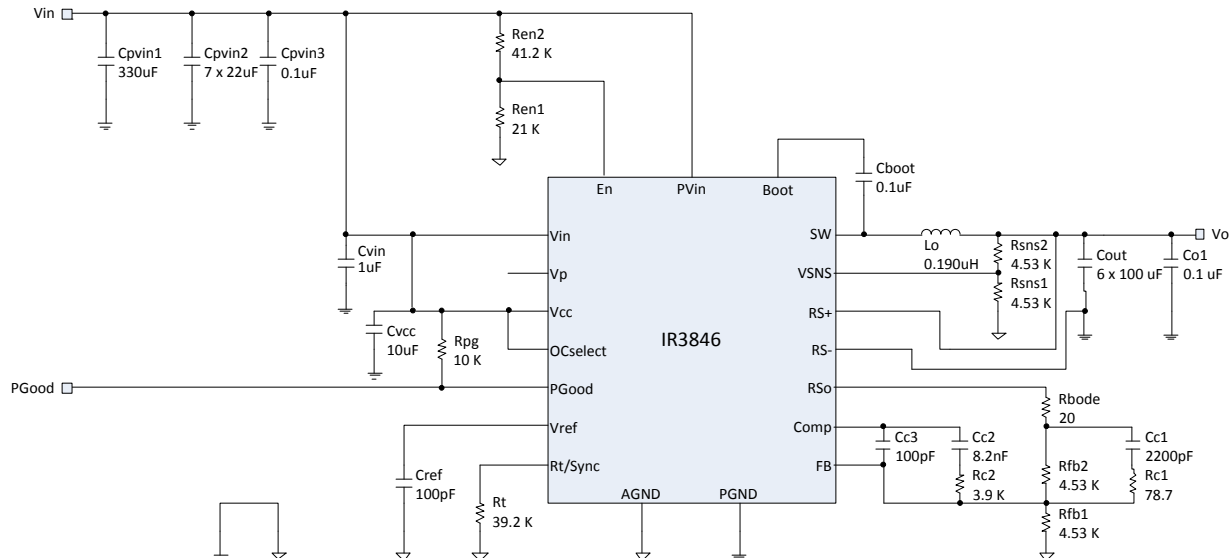 Vin
Cpvin1
330uF
Cpvin2
7 x 22uF
Cpvin3
0.1uF
Ren2
41.2 K
Ren1
21 K
Cboot
0.1uF
En
PVin
Boot
Vin
Vp
Vcc
OCselect
PGood
Vref
Rt/Sync
AGND
PGND
IR3846
SW
VSNS
RS+
RS-
RSo
Comp
FB
Cvin
1uF
Cvcc
10uF
Rpg
10 K
PGood
Cref
100pF
Rt
39.2 K
Lo
0.190uH
Rsns2
4.53 K
Rsns1
4.53 K
Cout
6 x 100 uF
Co1
0.1 uF
Vo
Rbode
20
Cc3
100pF
Cc2
8.2nF
Rc2
3.9 K
Rfb2
4.53 K
Cc1
2200pF
Rc1
78.7
Rfb1
4.53 K